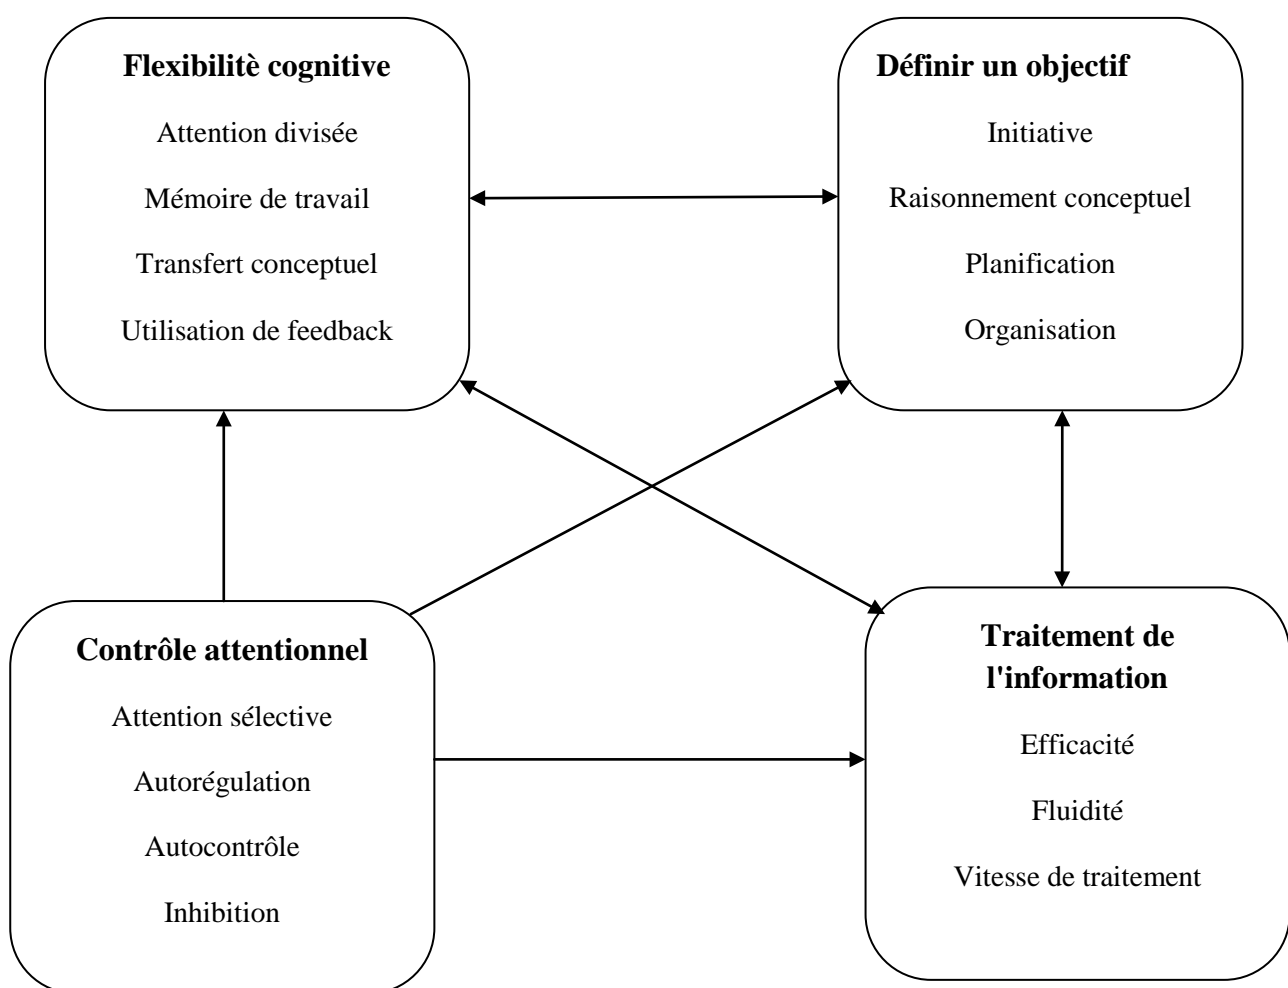 Flexibilitè cognitive
Attention divisée
Mémoire de travail
Transfert conceptuel
Utilisation de feedback
Définir un objectif
Initiative
Raisonnement conceptuel
Planification
Organisation
Contrôle attentionnel
Attention sélective
Autorégulation
Autocontrôle
Inhibition
Traitement de
l'information
Efficacité
Fluidité
Vitesse de traitement